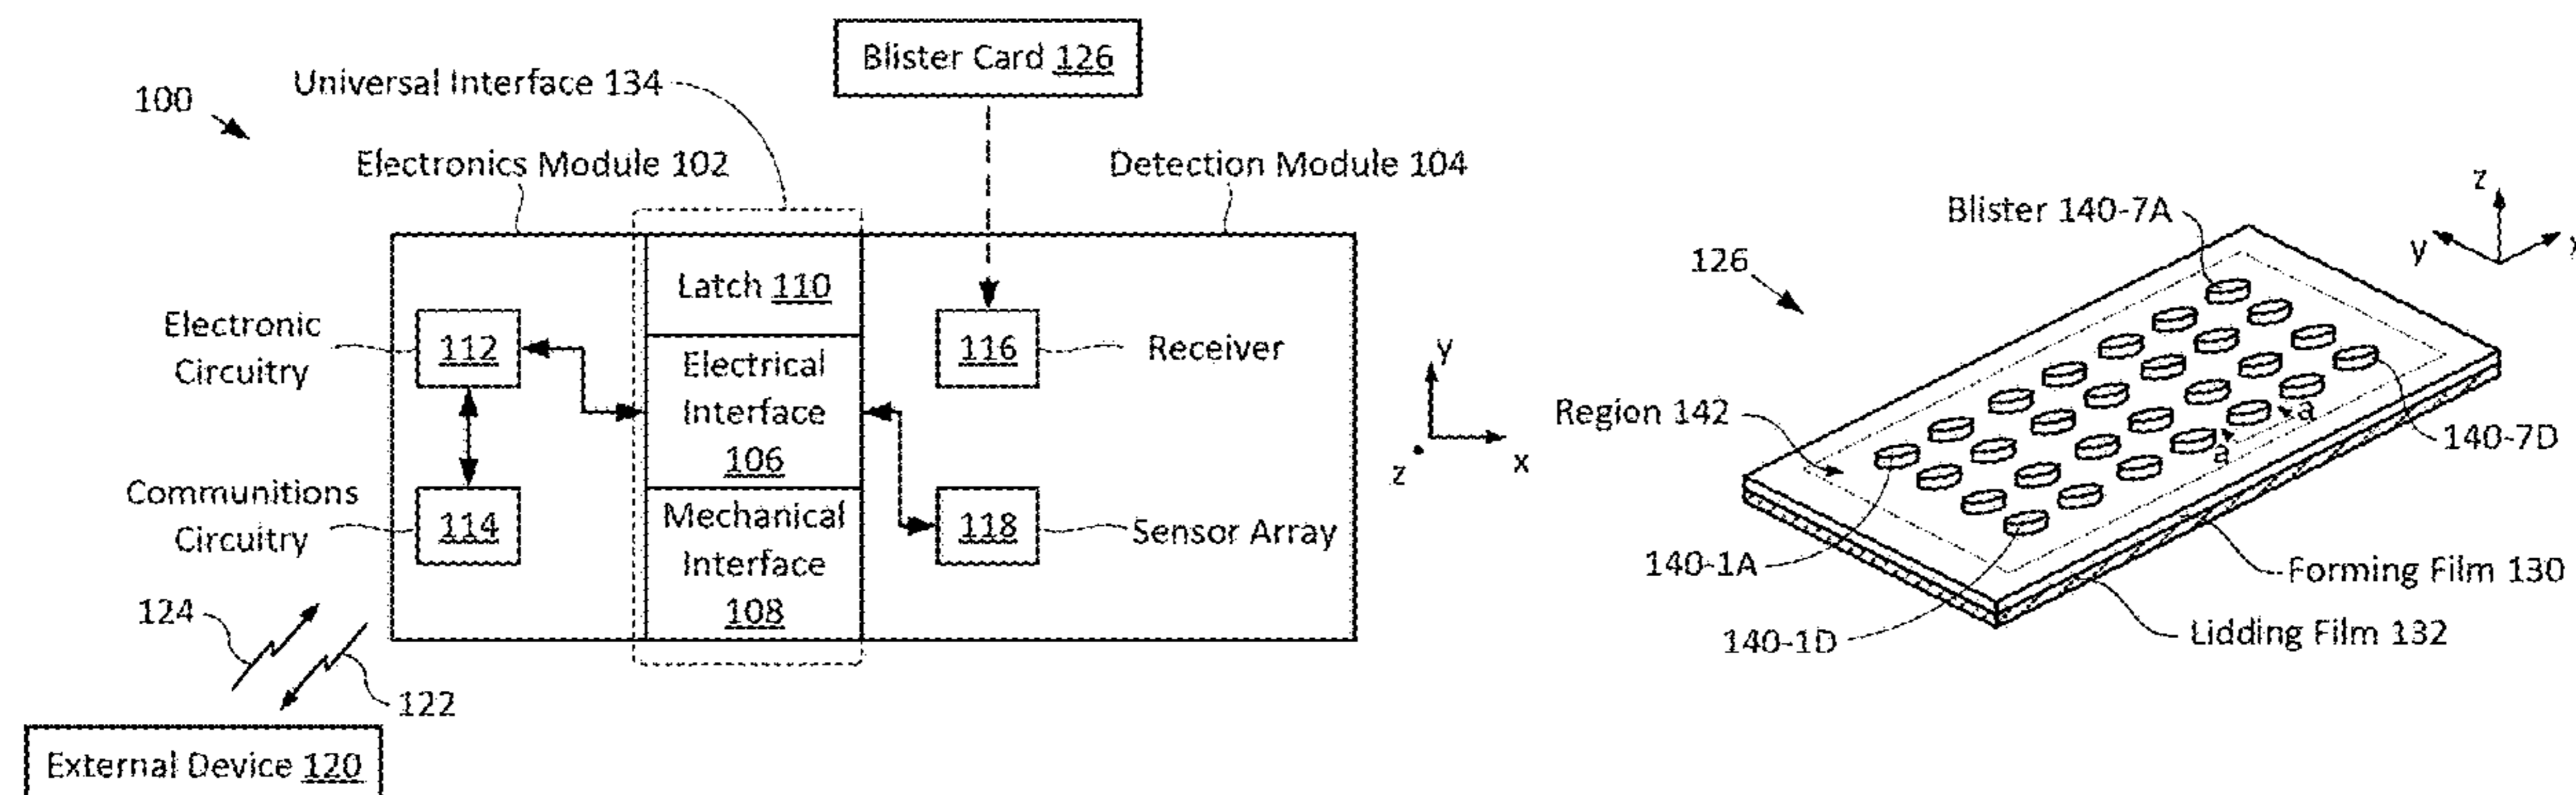 Blister Card 126
Universal Interface 134
100
Electronics Module 102
Detection Module 104
Latch 110
Electronic
Circuitry
112
Electrical
Interface
106
116
Receiver
Communitions
Circuitry
114
Mechanical
Interface
108
118
Sensor Array
y
x
z
124
122
External Device 120
z
y
x
Blister 140-7A
126
Region 142
a
a
140-7D
140-1A
Forming Film 130
140-1D
Lidding Film 132